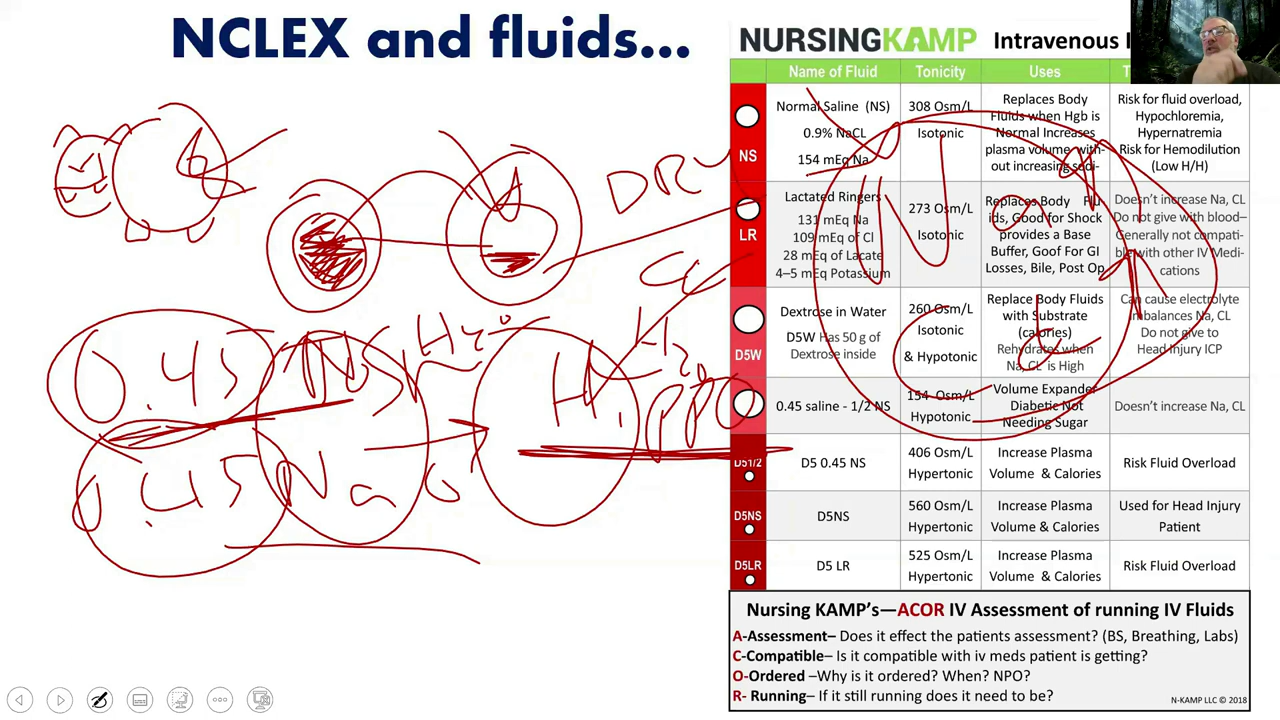 NCLEX and fluids...
DRY
0.45 NS
H2O
H2O
HYPO
0.45 NaCl
NURSINGKAMP
Intravenous
Name of Fluid
Tonicity
Uses
NS
Normal Saline (NS)
0.9% NaCL
154 mEq Na
308 Osm/L
Isotonic
Replaces Body
Fluids when Hgb is
Normal Increases
plasma volume with-
out increasing sedi-
Risk for fluid overload,
Hypochloremia,
Hypernatremia
Risk for Hemodilution
(Low H/H)
LR
Lactated Ringers
131 mEq Na
109 mEq of Cl
28 mEq of Lacate
4–5 mEq Potassium
273 Osm/L
Isotonic
Replaces Body Flu-
ids, Good for Shock
provides a Base
Buffer, Goof For GI
Losses, Bile, Post Op
Doesn't increase Na, CL
Do not give with blood–
Generally not compati-
ble with other IV Medi-
cations
D5W
Dextrose in Water
D5W Has 50 g of
Dextrose inside
260 Osm/L
Isotonic
& Hypotonic
Replace Body Fluids
with Substrate
(calories)
Rehydrates when
Na, CL is High
Can cause electrolyte
imbalances Na, CL
Do not give to
Head Injury ICP
0.45 saline - 1/2 NS
154 Osm/L
Hypotonic
Volume Expander
Diabetic Not
Needing Sugar
Doesn't increase Na, CL
D51/2
D5 0.45 NS
406 Osm/L
Hypertonic
Increase Plasma
Volume & Calories
Risk Fluid Overload
D5NS
D5NS
560 Osm/L
Hypertonic
Increase Plasma
Volume & Calories
Used for Head Injury
Patient
D5LR
D5 LR
525 Osm/L
Hypertonic
Increase Plasma
Volume & Calories
Risk Fluid Overload
Nursing KAMP's—ACOR IV Assessment of running IV Fluids
A-Assessment– Does it effect the patients assessment? (BS, Breathing, Labs)
C-Compatible– Is it compatible with iv meds patient is getting?
O-Ordered –Why is it ordered? When? NPO?
R- Running– If it still running does it need to be?
N-KAMP LLC © 2018